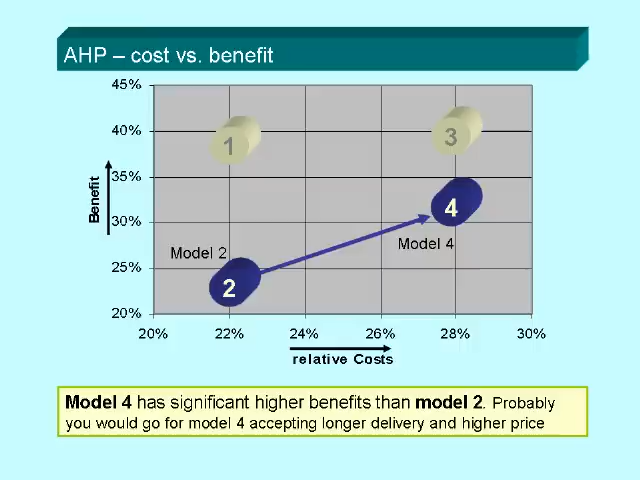 AHP – cost vs. benefit
45%
40%
35%
30%
25%
20%
Benefit
1
3
4
Model 4
Model 2
2
20%
22%
24%
26%
28%
30%
relative Costs
Model 4 has significant higher benefits than model 2. Probably
you would go for model 4 accepting longer delivery and higher price